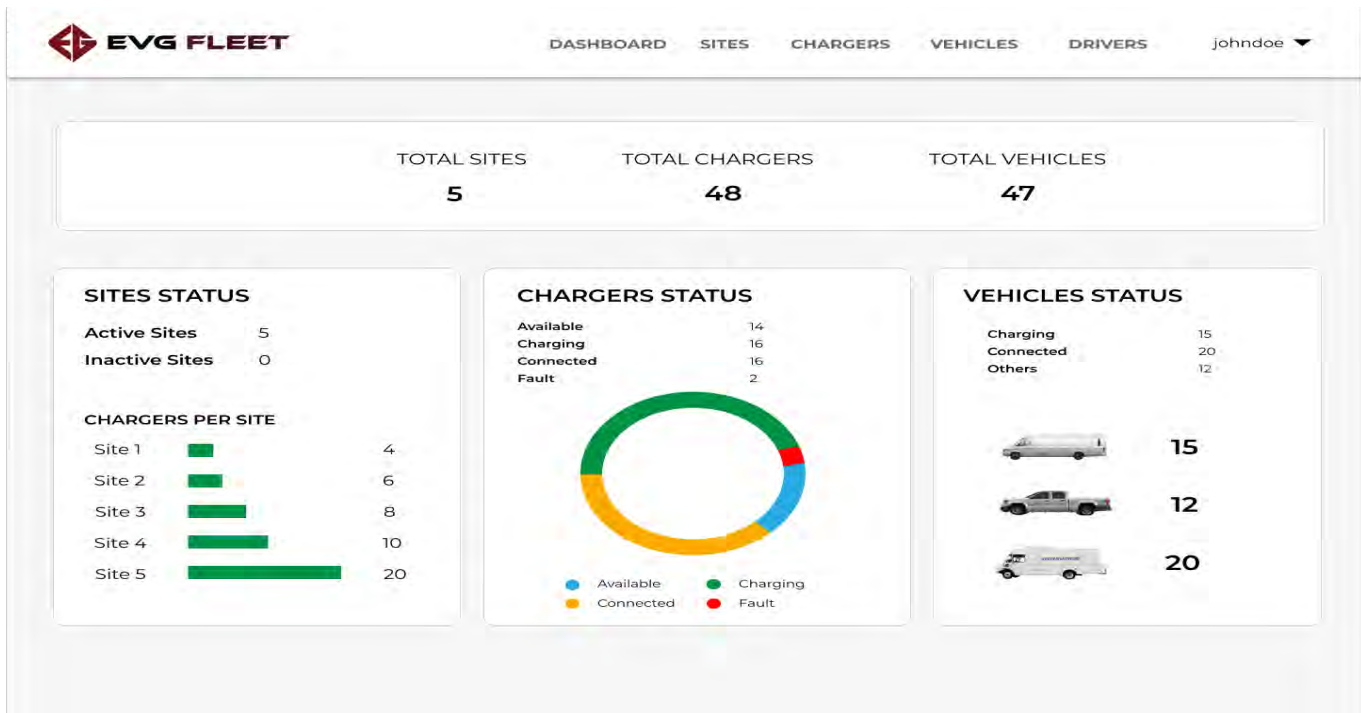 EVG FLEET
DASHBOARD SITES CHARGERS VEHICLES DRIVERS johndoe
TOTAL SITES TOTAL CHARGERS TOTAL VEHICLES
5 48 47
SITES STATUS
Active Sites 5
Inactive Sites 0
CHARGERS PER SITE
Site 1 4
Site 2 6
Site 3 8
Site 4 10
Site 5 20
CHARGERS STATUS
Available 14
Charging 16
Connected 16
Fault 2
Available Charging
Connected Fault
VEHICLES STATUS
Charging 15
Connected 20
Others 12
15
12
20